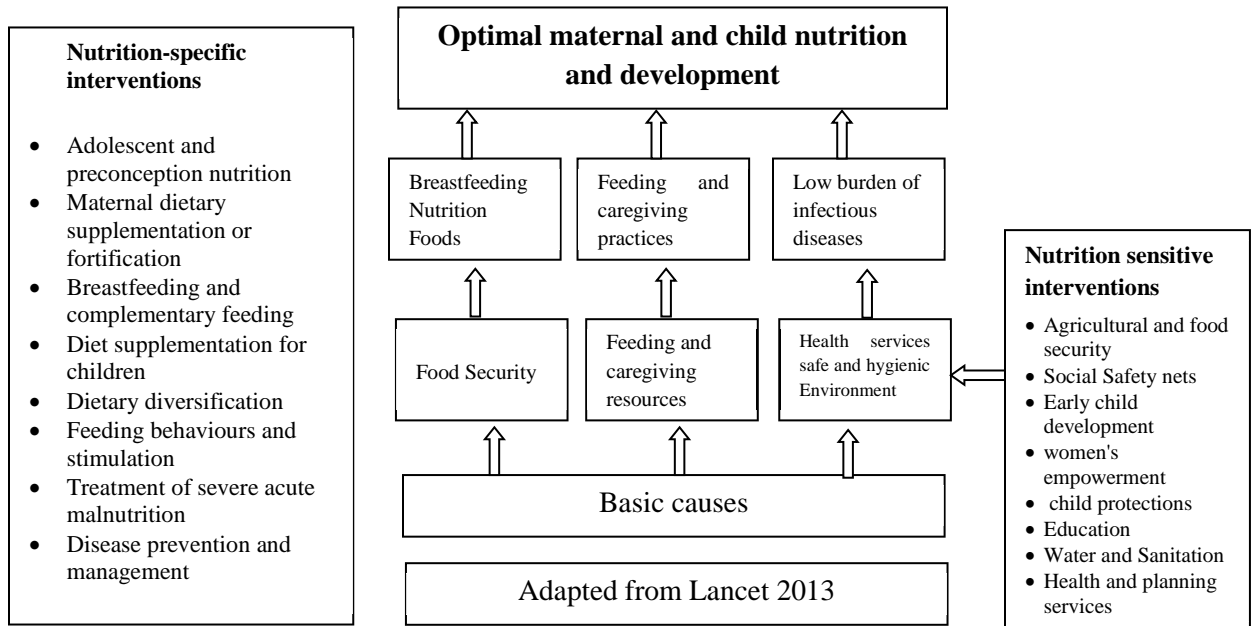 Nutrition-specific
interventions
• Adolescent and
preconception nutrition
• Maternal dietary
supplementation or
fortification
• Breastfeeding and
complementary feeding
• Diet supplementation for
children
• Dietary diversification
• Feeding behaviours and
stimulation
• Treatment of severe acute
malnutrition
• Disease prevention and
management
Optimal maternal and child nutrition
and development
Breastfeeding
Nutrition
Foods
Feeding and
caregiving
practices
Low burden of
infectious
diseases
Food Security
Feeding and
caregiving
resources
Health services
safe and hygienic
Environment
Basic causes
Adapted from Lancet 2013
Nutrition sensitive
interventions
• Agricultural and food
security
• Social Safety nets
• Early child
development
• women's
empowerment
• child protections
• Education
• Water and Sanitation
• Health and planning
services